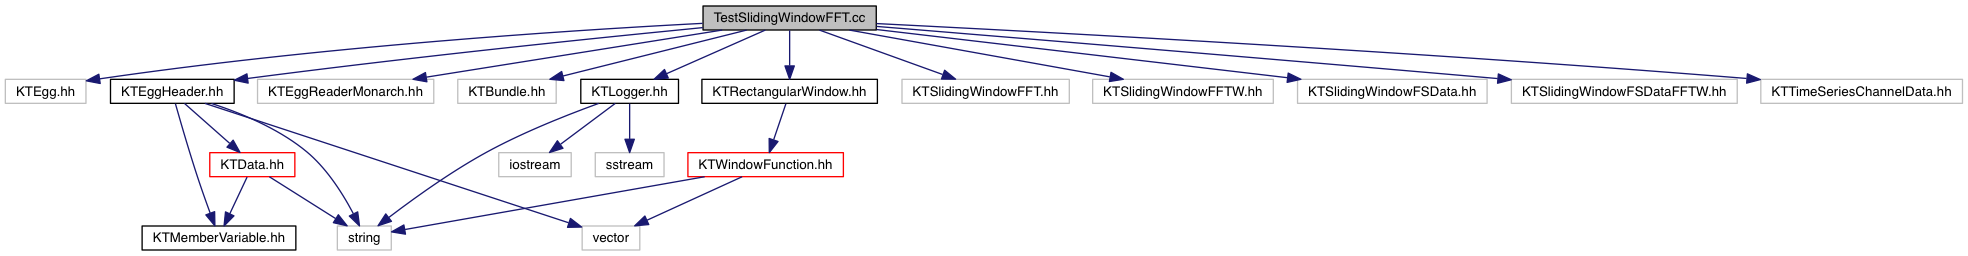 TestSlidingWindowFFT.cc
KTEgg.hh
KTEggHeader.hh
KTEggReaderMonarch.hh
KTBundle.hh
KTLogger.hh
KTRectangularWindow.hh
KTSlidingWindowFFT.hh
KTSlidingWindowFFTW.hh
KTSlidingWindowFSData.hh
KTSlidingWindowFSDataFFTW.hh
KTTimeSeriesChannelData.hh
KTData.hh
iostream
sstream
KTWindowFunction.hh
KTMemberVariable.hh
string
vector